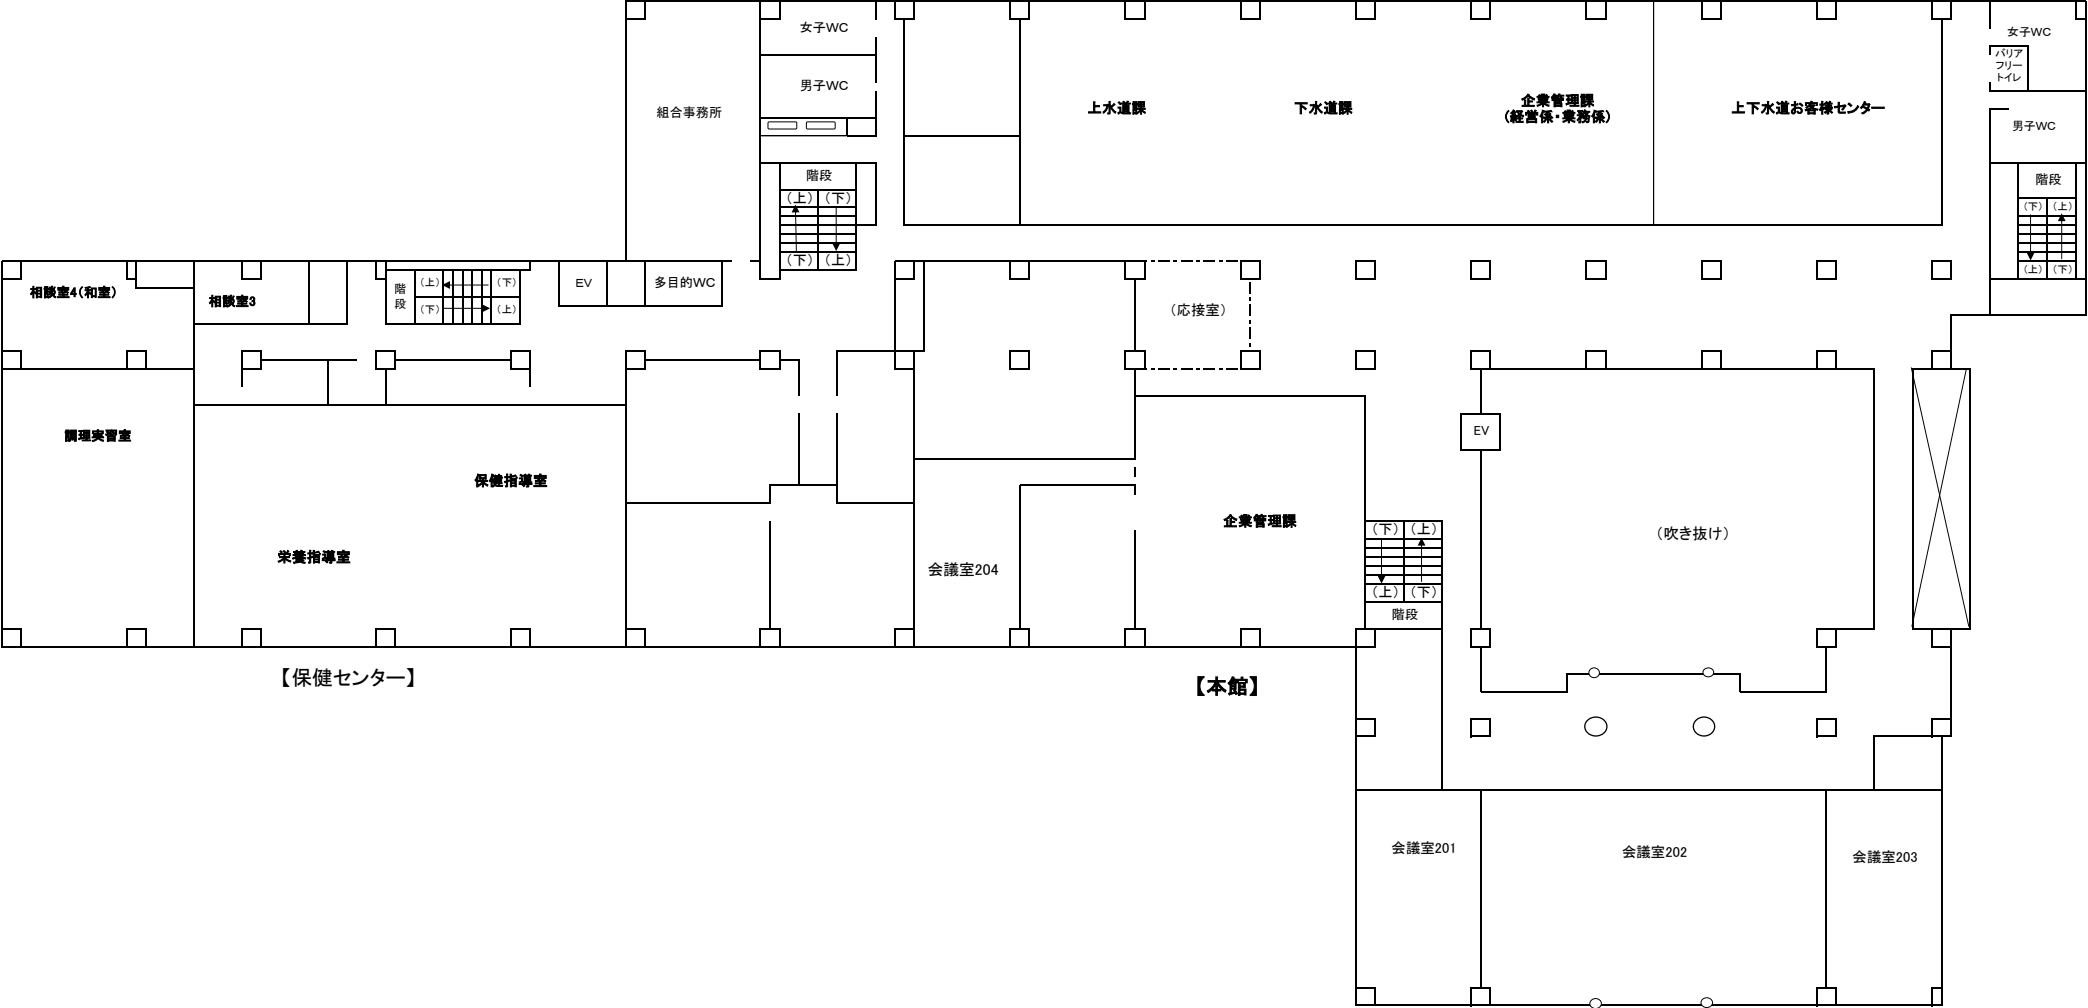 女子WC
女子WC
バリア
フリー
トイレ
男子WC
組合事務所
上水道課
下水道課
企業管理課
(経営係・業務係)
上下水道お客様センター
男子WC
階段
(上)
(下)
(下)
(上)
階段
(下)
(上)
(上)
(下)
相談室4(和室)
相談室3
階
段
(上)
(下)
(下)
(上)
EV
多目的WC
(応接室)
調理実習室
EV
保健指導室
企業管理課
(吹き抜け)
栄養指導室
会議室204
(下)
(上)
(上)
(下)
階段
【保健センター】
【本館】
会議室201
会議室202
会議室203